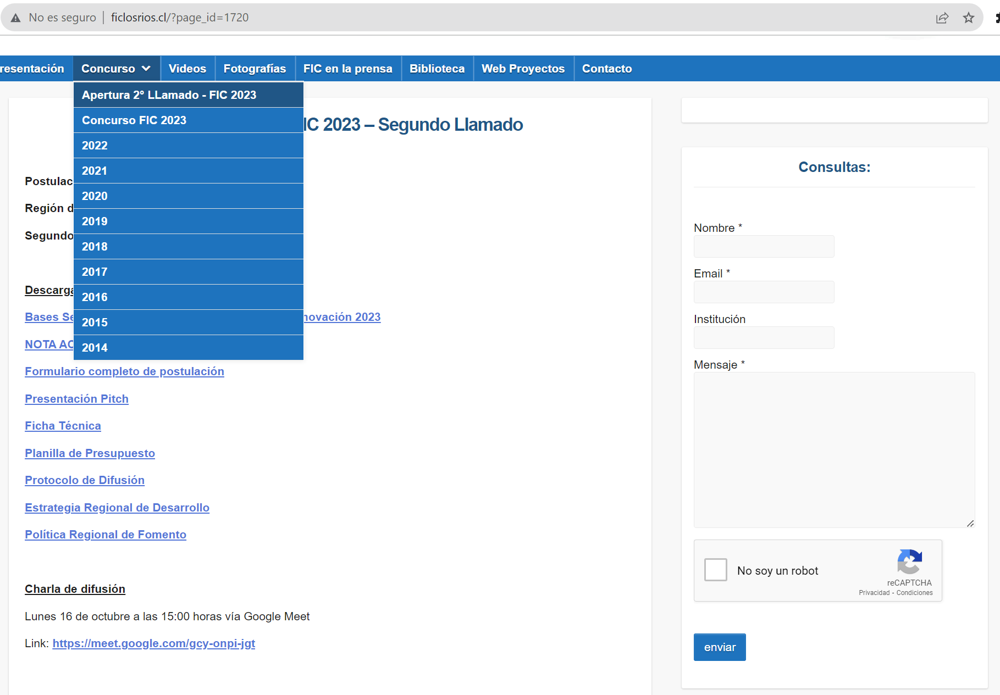 No es seguro | ficlosrios.cl/?page_id=1720
resentación Concurso Videos Fotografías FIC en la prensa Biblioteca Web Proyectos Contacto
Apertura 2° LLamado - FIC 2023
Concurso FIC 2023
2022
2021
2020
2019
2018
2017
2016
2015
2014
IC 2023 – Segundo Llamado
Postulac
Región d
Segundo
Descarga
Bases Se
novación 2023
NOTA AC
Formulario completo de postulación
Presentación Pitch
Ficha Técnica
Planilla de Presupuesto
Protocolo de Difusión
Estrategia Regional de Desarrollo
Política Regional de Fomento
Charla de difusión
Lunes 16 de octubre a las 15:00 horas vía Google Meet
Link: https://meet.google.com/gcy-onpi-jgt
Consultas:
Nombre *
Email *
Institución
Mensaje *
No soy un robot
reCAPTCHA
Privacidad - Condiciones
enviar